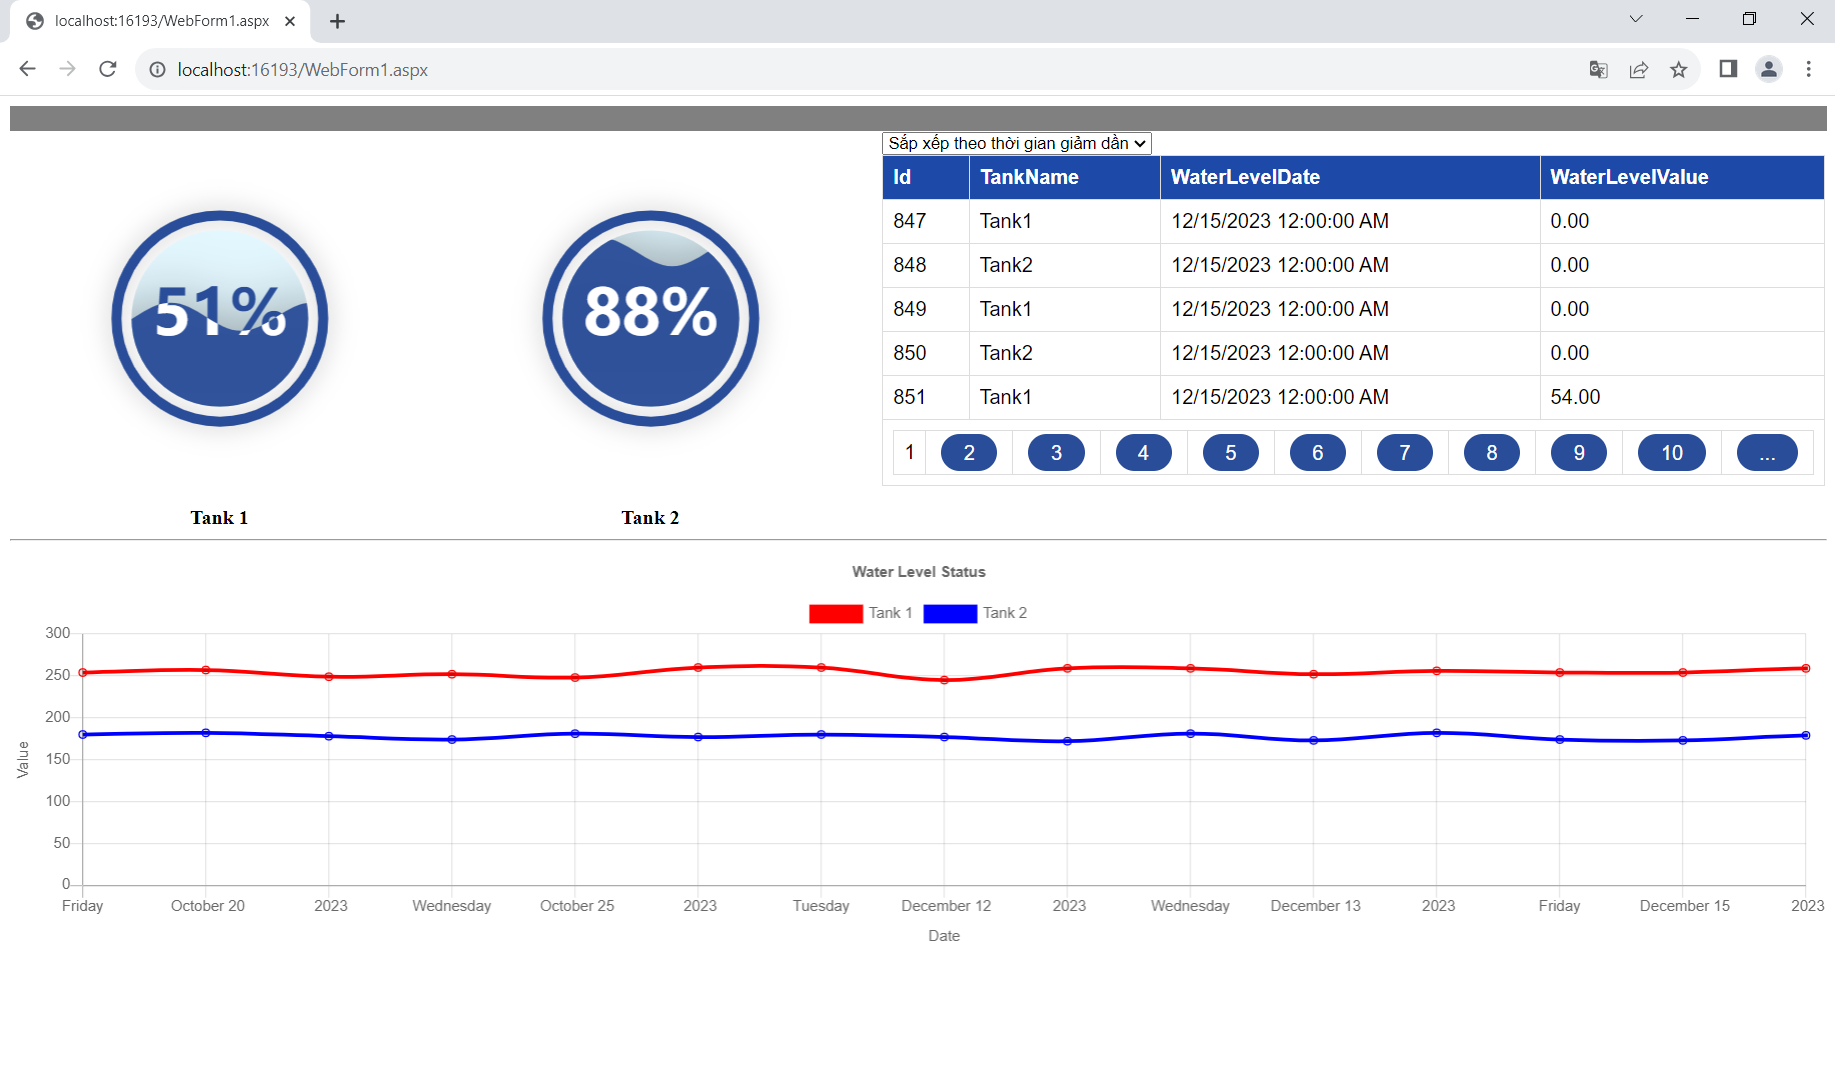 localhost:16193/WebForm1.aspx
localhost:16193/WebForm1.aspx
51%
88%
Tank 1
Tank 2
Sắp xếp theo thời gian giảm dần
Id TankName WaterLevelDate WaterLevelValue
847 Tank1 12/15/2023 12:00:00 AM 0.00
848 Tank2 12/15/2023 12:00:00 AM 0.00
849 Tank1 12/15/2023 12:00:00 AM 0.00
850 Tank2 12/15/2023 12:00:00 AM 0.00
851 Tank1 12/15/2023 12:00:00 AM 54.00
1 2 3 4 5 6 7 8 9 10 ...
Water Level Status
Tank 1 Tank 2
Value
300
250
200
150
100
50
0
Friday October 20 2023 Wednesday October 25 2023 Tuesday December 12 2023 Wednesday December 13 2023 Friday December 15 2023
Date